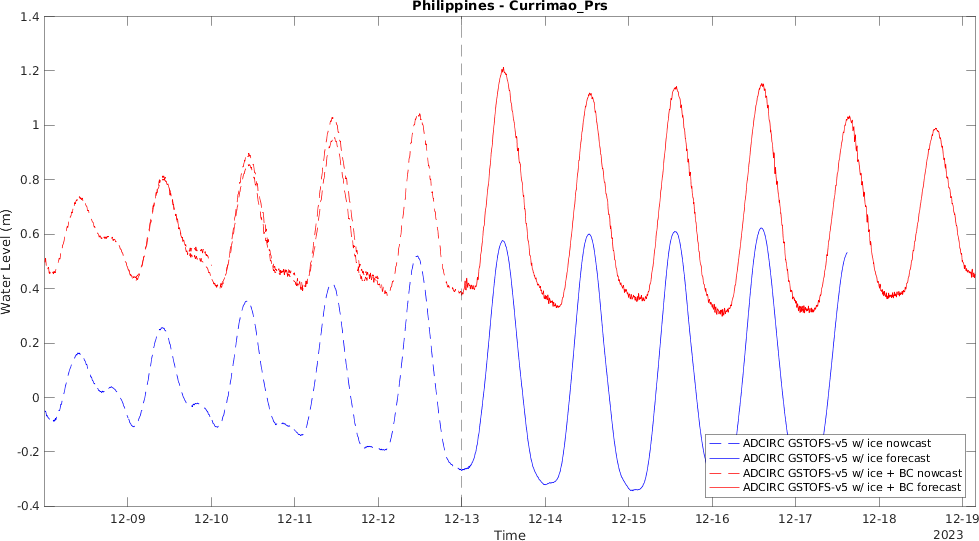 Philippines - Currimao_Prs
1.4
1.2
1
0.8
0.6
0.4
0.2
0
-0.2
-0.4
Water Level (m)
ADCIRC GSTOFS-v5 w/ ice nowcast
ADCIRC GSTOFS-v5 w/ ice forecast
ADCIRC GSTOFS-v5 w/ ice + BC nowcast
ADCIRC GSTOFS-v5 w/ ice + BC forecast
12-09 12-10 12-11 12-12 12-13 12-14 12-15 12-16 12-17 12-18 12-19
Time 2023